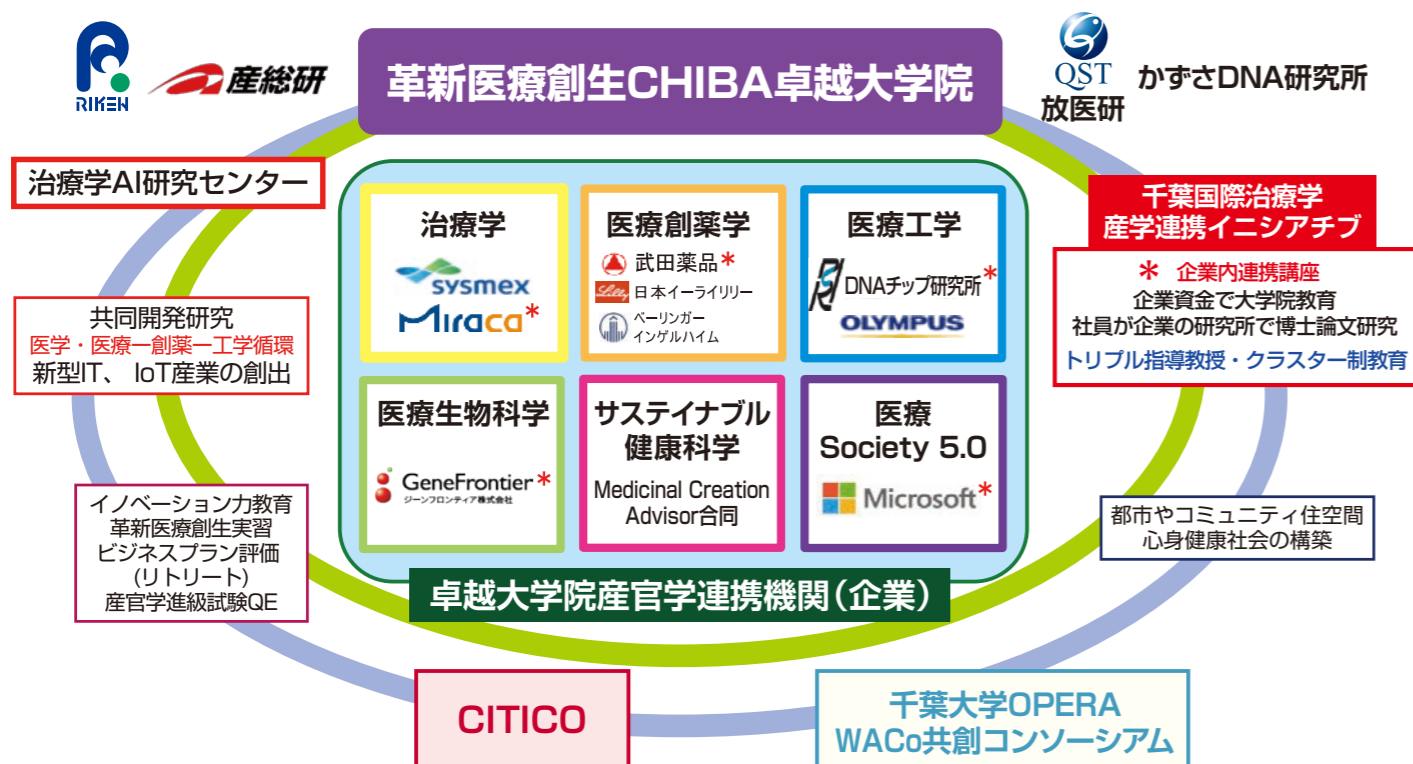 RIKEN
産総研
革新医療創生CHIBA卓越大学院
QST
放医研
かずさDNA研究所
治療学AI研究センター
共同開発研究
医学・医療ー創薬ー工学循環
新型IT、 IoT産業の創出
イノベーション力教育
革新医療創生実習
ビジネスプラン評価
(リトリート)
産官学進級試験QE
治療学
sysmex
Miraca*
医療創薬学
武田薬品*
Lilly 日本イーライリリー
ベーリンガー
インゲルハイム
医療工学
DNAチップ研究所*
OLYMPUS
医療生物科学
GeneFrontier*
ジーンフロンティア株式会社
サステイナブル
健康科学
Medicinal Creation
Advisor合同
医療
Society 5.0
Microsoft*
卓越大学院産官学連携機関(企業)
千葉国際治療学
産学連携イニシアチブ
* 企業内連携講座
企業資金で大学院教育
社員が企業の研究所で博士論文研究
トリプル指導教授・クラスター制教育
都市やコミュニティ住空間
心身健康社会の構築
CITICO
千葉大学OPERA
WACo共創コンソーシアム